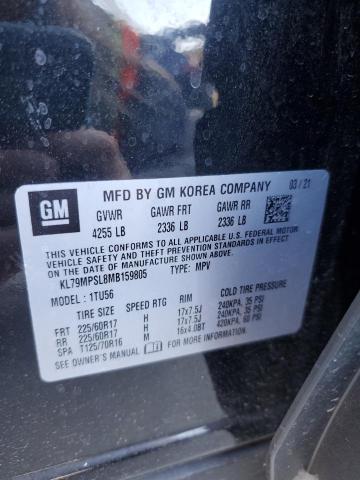 GM
MFD BY GM KOREA COMPANY 03/21
GVWR GAWR FRT GAWR RR
4255 LB 2336 LB 2336 LB
THIS VEHICLE CONFORMS TO ALL APPLICABLE U.S. FEDERAL MOTOR
VEHICLE SAFETY AND THEFT PREVENTION STANDARDS IN EFFECT
ON THE DATE OF MANUFACTURE SHOWN ABOVE.
KL79MPSL8MB159805 TYPE: MPV
MODEL: 1TU56
TIRE SIZE SPEED RTG RIM COLD TIRE PRESSURE
FRT 225/60R17 H 17x7.5J 240KPA, 35 PSI
RR 225/60R17 H 17x7.5J 240KPA, 35 PSI
SPA T125/70R16 M 16x4.0BT 420KPA, 60 PSI
SEE OWNER'S MANUAL FOR ADDITIONAL INFORMATION.